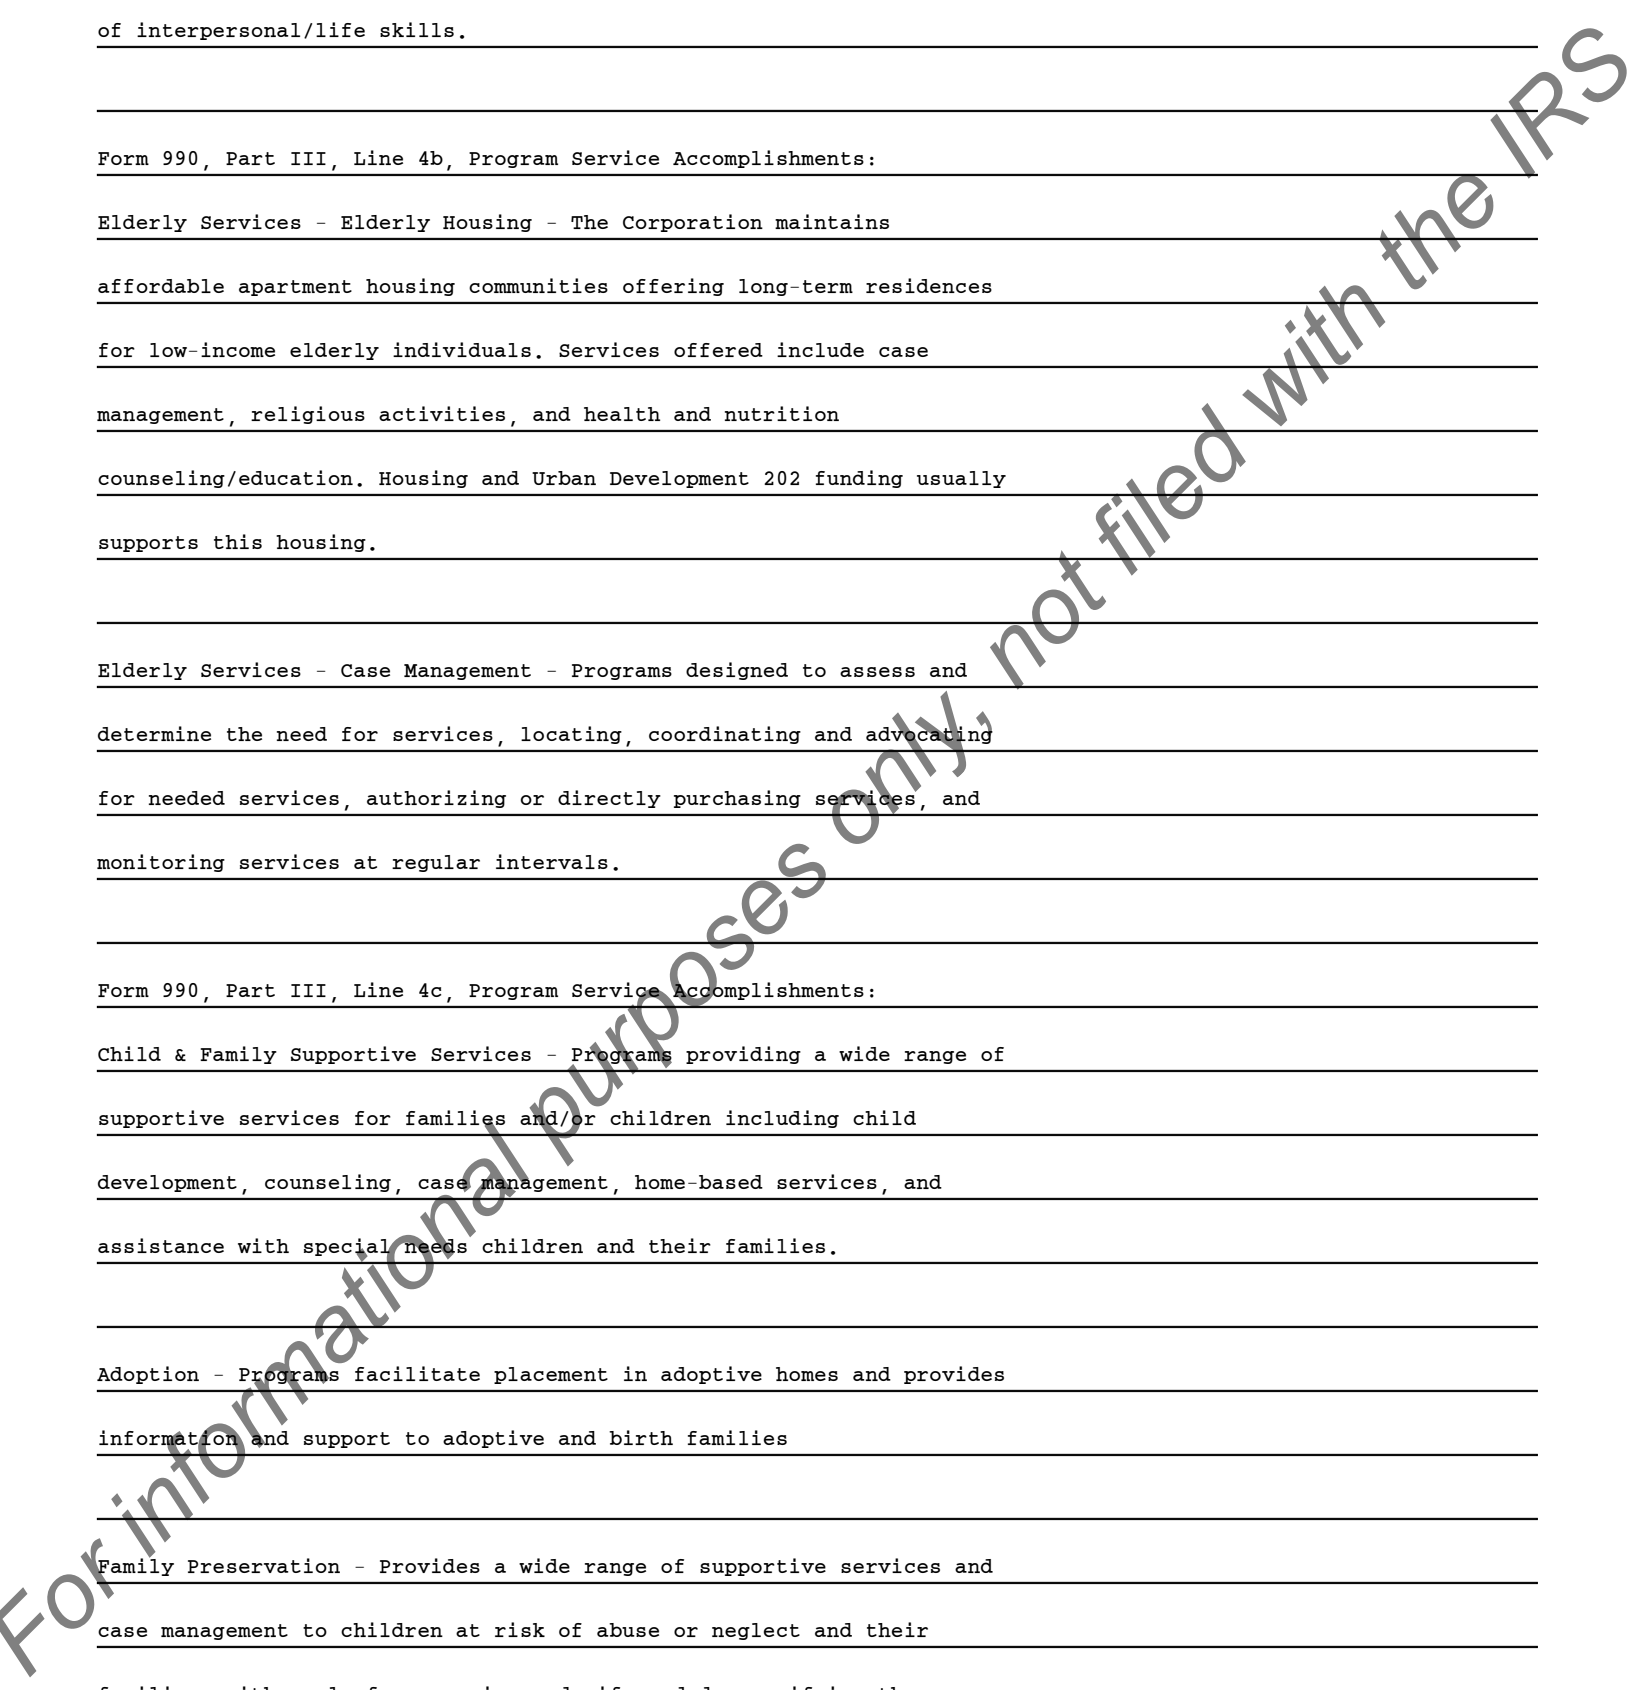 of interpersonal/life skills.
Form 990, Part III, Line 4b, Program Service Accomplishments:
Elderly Services - Elderly Housing - The Corporation maintains
affordable apartment housing communities offering long-term residences
for low-income elderly individuals. Services offered include case
management, religious activities, and health and nutrition
counseling/education. Housing and Urban Development 202 funding usually
supports this housing.
Elderly Services - Case Management - Programs designed to assess and
determine the need for services, locating, coordinating and advocating
for needed services, authorizing or directly purchasing services, and
monitoring services at regular intervals.
Form 990, Part III, Line 4c, Program Service Accomplishments:
Child & Family Supportive Services - Programs providing a wide range of
supportive services for families and/or children including child
development, counseling, case management, home-based services, and
assistance with special needs children and their families.
Adoption - Programs facilitate placement in adoptive homes and provides
information and support to adoptive and birth families
Family Preservation - Provides a wide range of supportive services and
case management to children at risk of abuse or neglect and their
For informational purposes only, not filed with the IRS